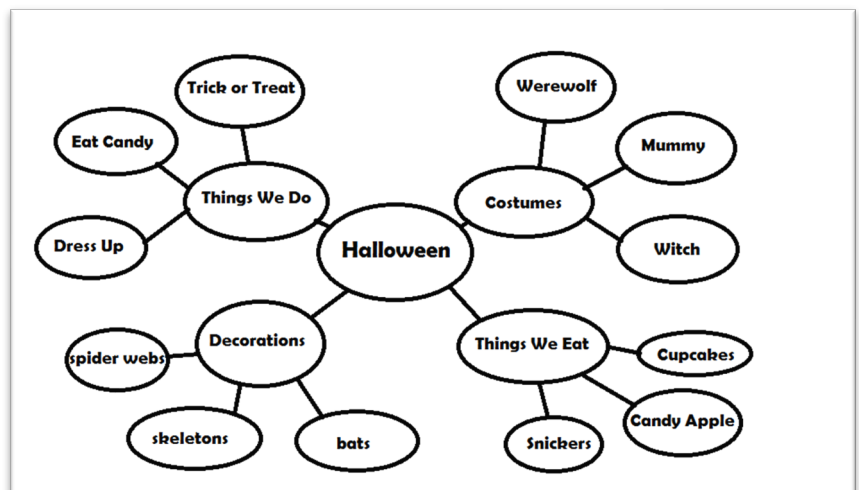 Trick or Treat
Werewolf
Eat Candy
Mummy
Things We Do
Costumes
Dress Up
Halloween
Witch
Decorations
Things We Eat
spider webs
Cupcakes
Candy Apple
skeletons
bats
Snickers